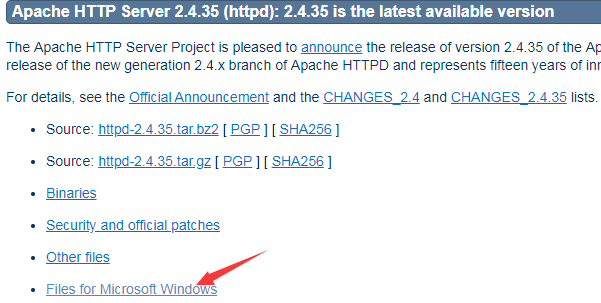 Apache HTTP Server 2.4.35 (httpd): 2.4.35 is the latest available version
The Apache HTTP Server Project is pleased to announce the release of version 2.4.35 of the Ap
release of the new generation 2.4.x branch of Apache HTTPD and represents fifteen years of inn
For details, see the Official Announcement and the CHANGES_2.4 and CHANGES_2.4.35 lists.
• Source: httpd-2.4.35.tar.bz2 [ PGP ] [ SHA256 ]
• Source: httpd-2.4.35.tar.gz [ PGP ] [ SHA256 ]
• Binaries
• Security and official patches
• Other files
• Files for Microsoft Windows